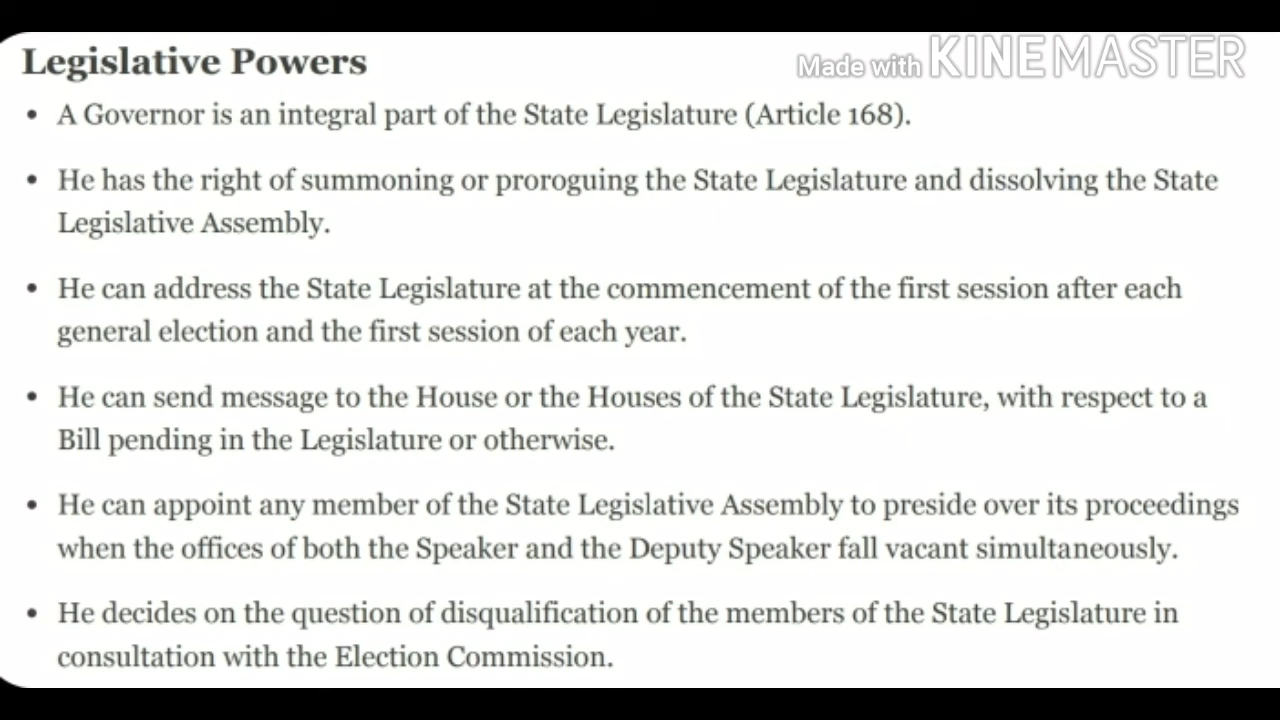 Legislative Powers
Made with KINEMASTER
• A Governor is an integral part of the State Legislature (Article 168).
• He has the right of summoning or proroguing the State Legislature and dissolving the State
Legislative Assembly.
• He can address the State Legislature at the commencement of the first session after each
general election and the first session of each year.
• He can send message to the House or the Houses of the State Legislature, with respect to a
Bill pending in the Legislature or otherwise.
• He can appoint any member of the State Legislative Assembly to preside over its proceedings
when the offices of both the Speaker and the Deputy Speaker fall vacant simultaneously.
• He decides on the question of disqualification of the members of the State Legislature in
consultation with the Election Commission.